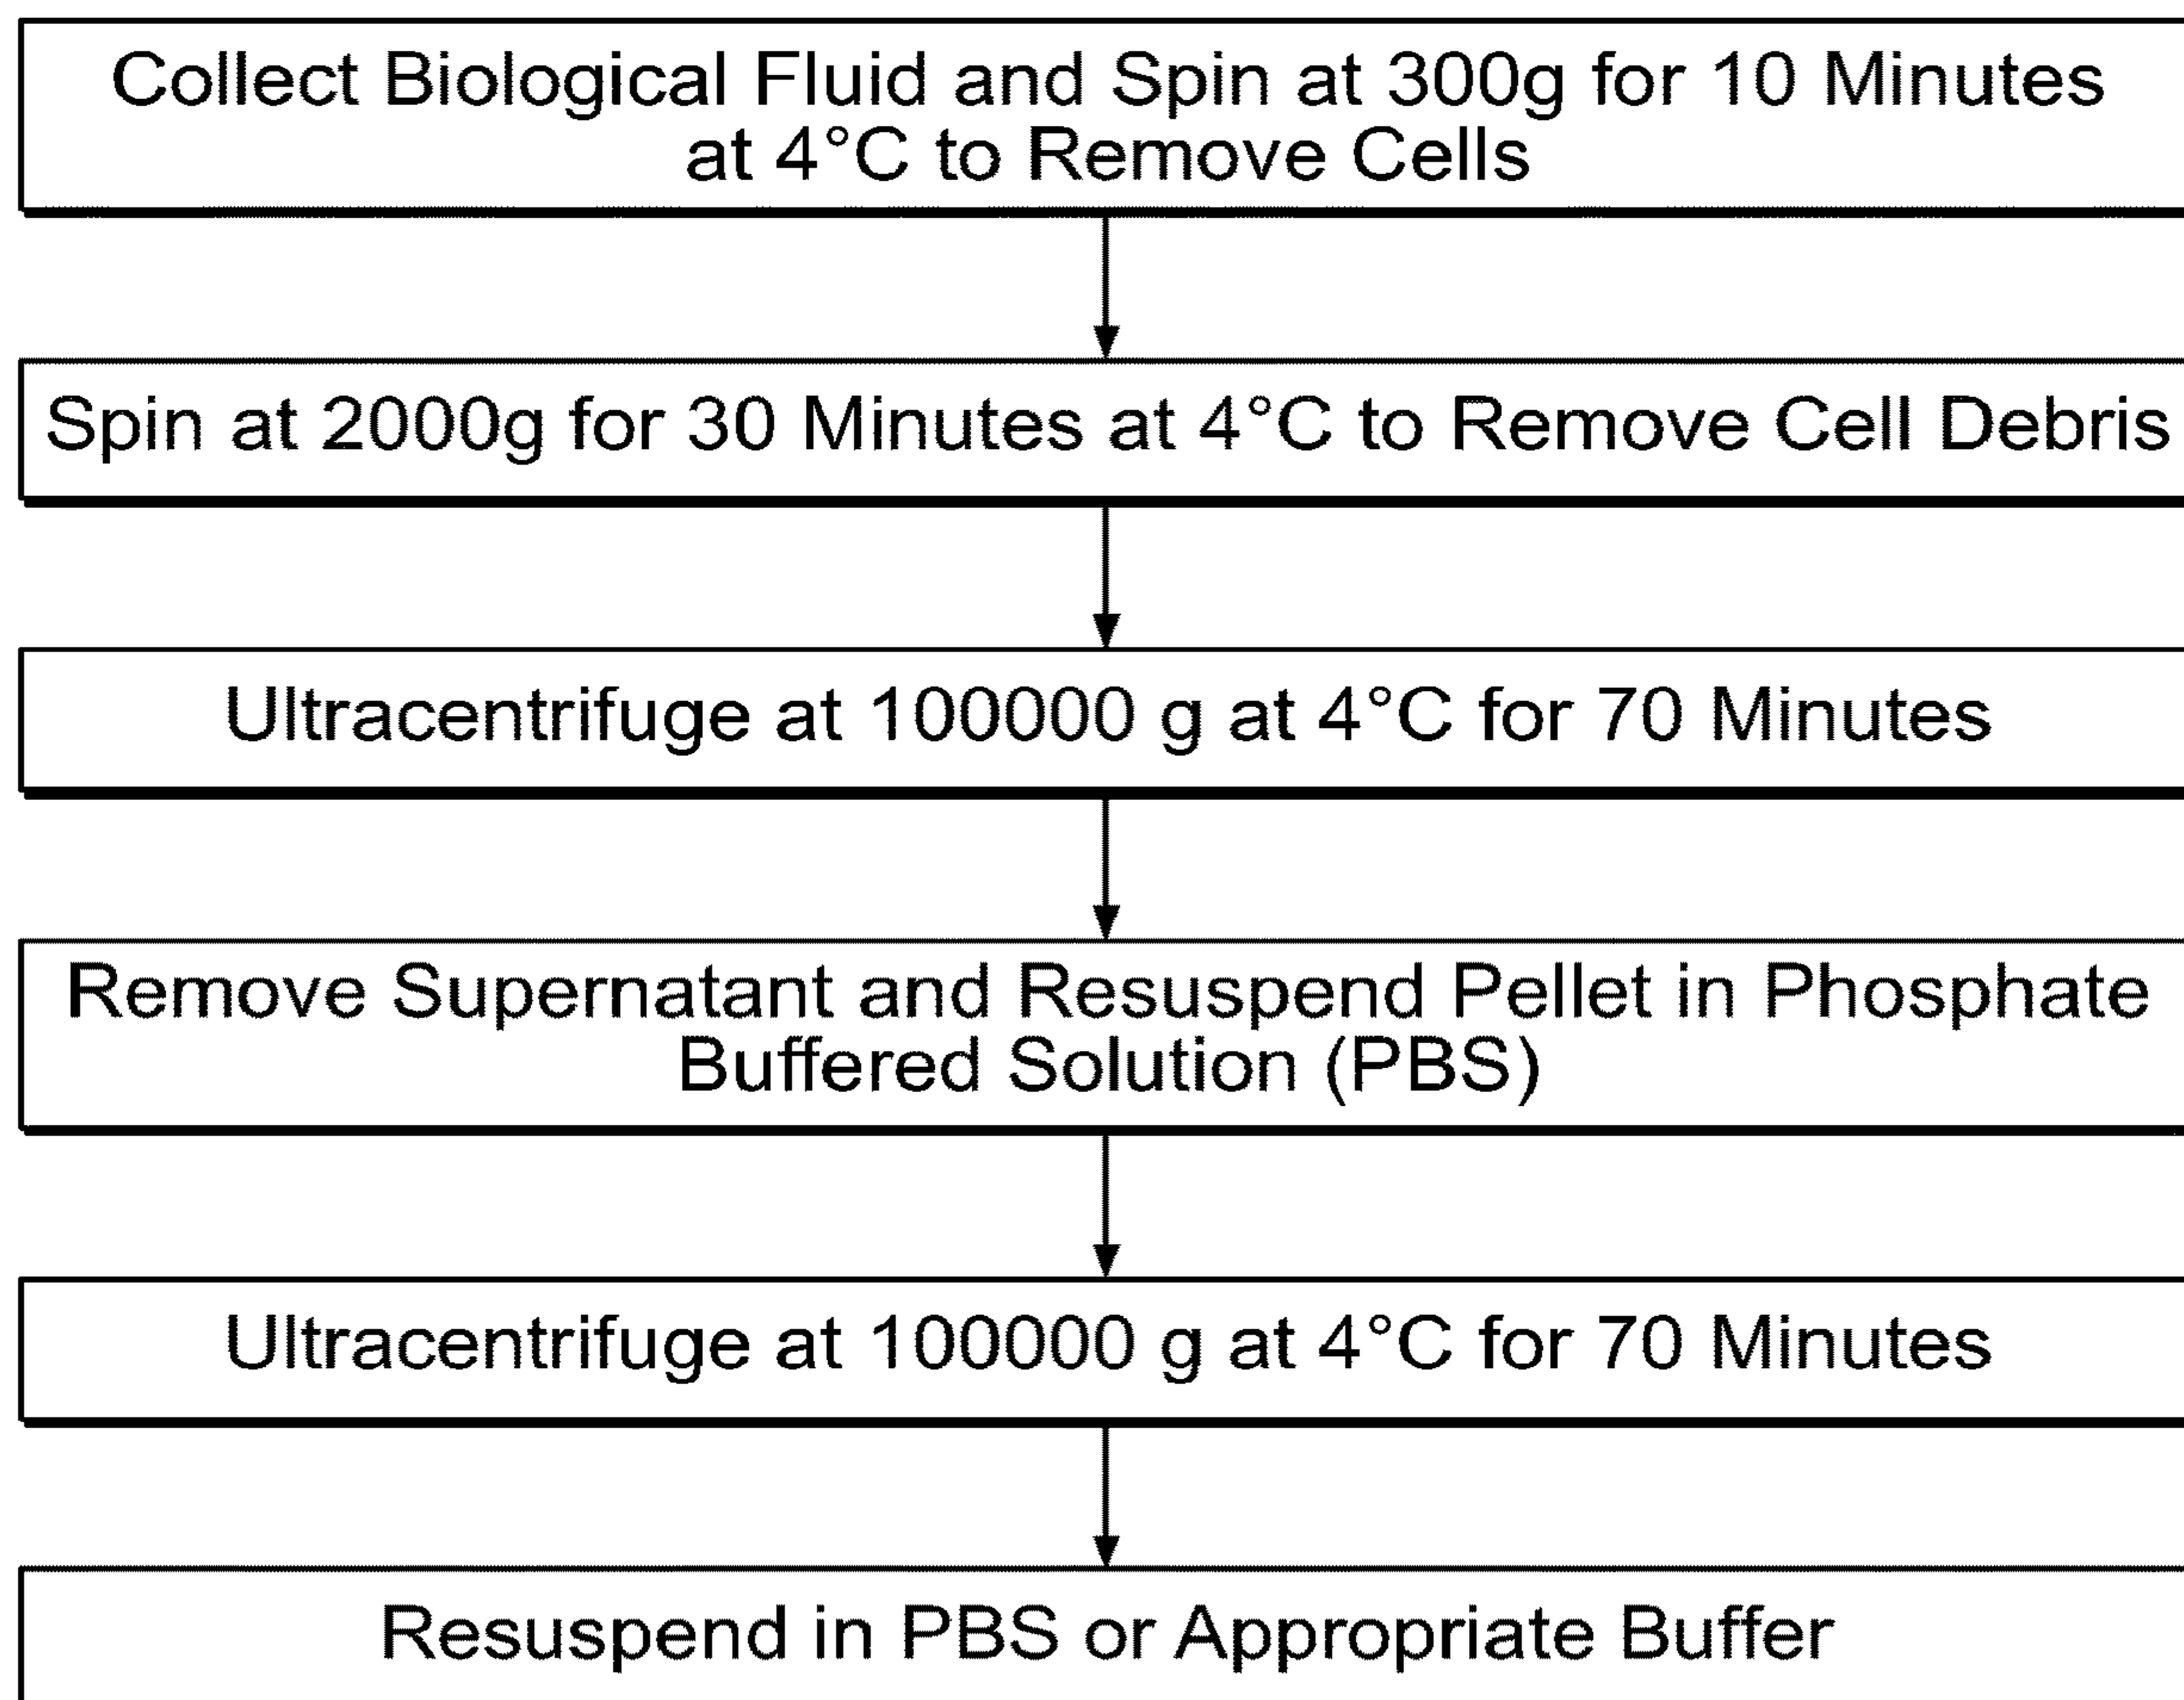 Collect Biological Fluid and Spin at 300g for 10 Minutes
at 4°C to Remove Cells
Spin at 2000g for 30 Minutes at 4°C to Remove Cell Debris
Ultracentrifuge at 100000 g at 4°C for 70 Minutes
Remove Supernatant and Resuspend Pellet in Phosphate
Buffered Solution (PBS)
Ultracentrifuge at 100000 g at 4°C for 70 Minutes
Resuspend in PBS or Appropriate Buffer